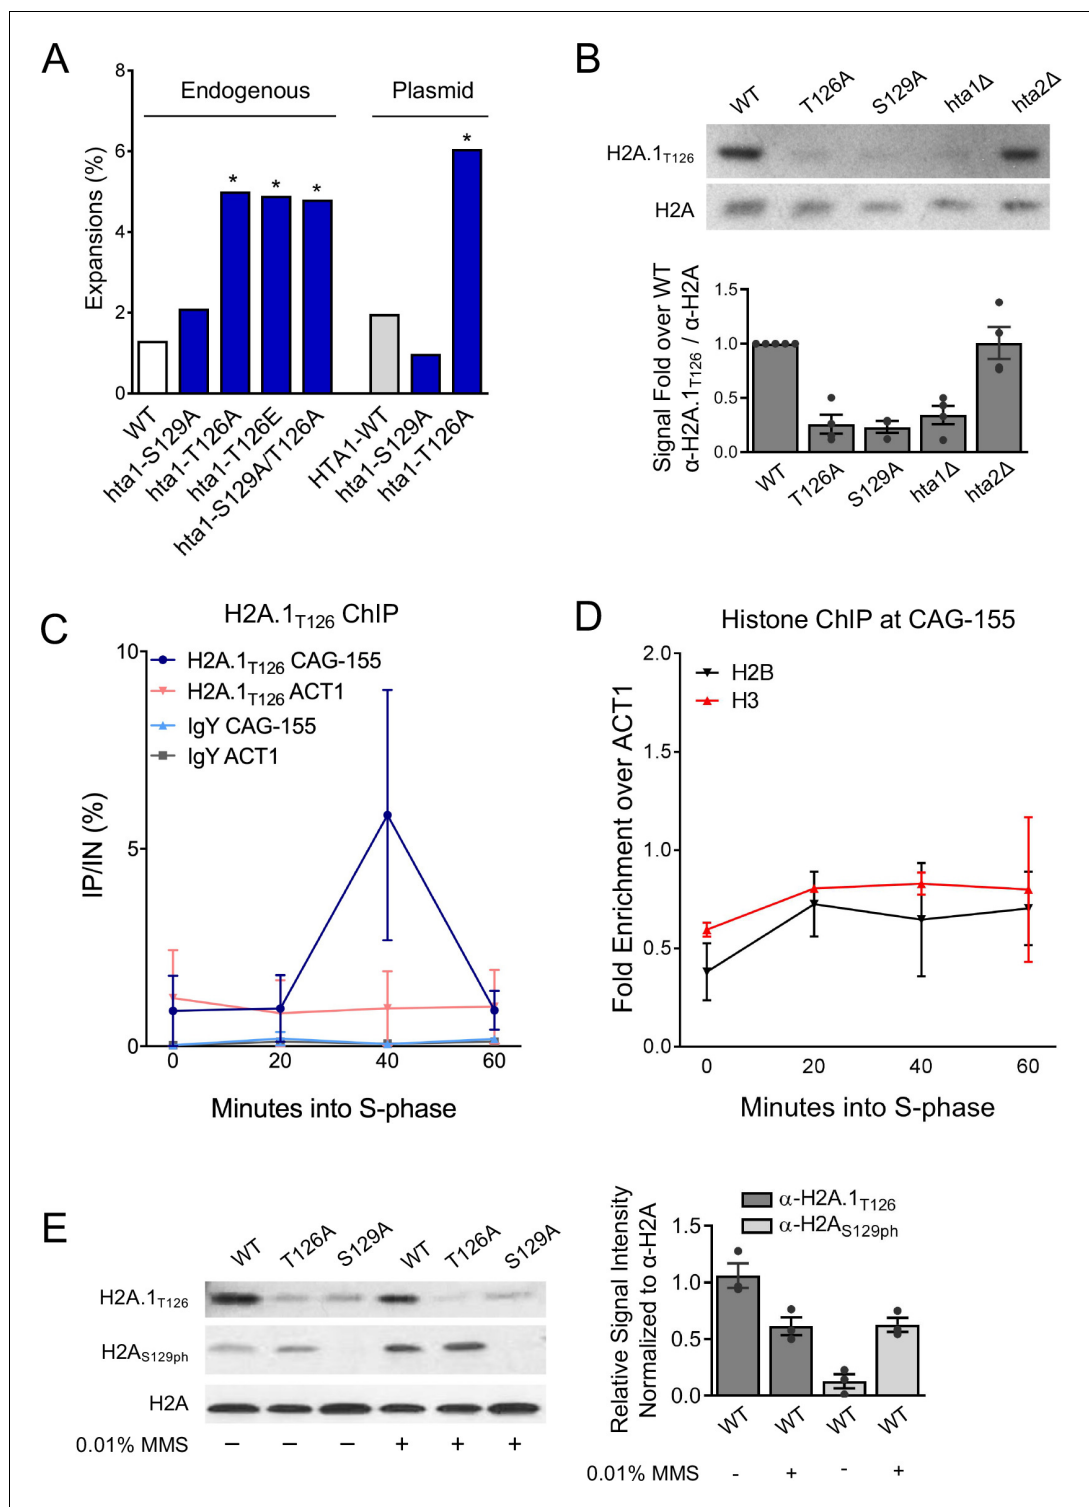 A
8
6
4
2
0
Expansions (%)
Endogenous
Plasmid
*
*
*
*
WT
hta1-S129A
hta1-T126A
hta1-T126E
hta1-S129A/T126A
HTA1-WT
hta1-S129A
hta1-T126A
B
WT
T126A
S129A
hta1Δ
hta2Δ
H2A.1T126
H2A
Signal Fold over WT
α-H2A.1T126 / α-H2A
1.5
1.0
0.5
0.0
WT
T126A
S129A
hta1Δ
hta2Δ
C
H2A.1T126 ChIP
H2A.1T126 CAG-155
H2A.1T126 ACT1
IgY CAG-155
IgY ACT1
10
5
0
IP/IN (%)
0
20
40
60
Minutes into S-phase
D
Histone ChIP at CAG-155
H2B
H3
2.0
1.5
1.0
0.5
0.0
Fold Enrichment over ACT1
0
20
40
60
Minutes into S-phase
E
WT
T126A
S129A
WT
T126A
S129A
H2A.1T126
H2AS129ph
H2A
0.01% MMS − − − + + +
α-H2A.1T126
α-H2AS129ph
Relative Signal Intensity
Normalized to α-H2A
1.5
1.0
0.5
0.0
WT
WT
WT
WT
0.01% MMS - + - +